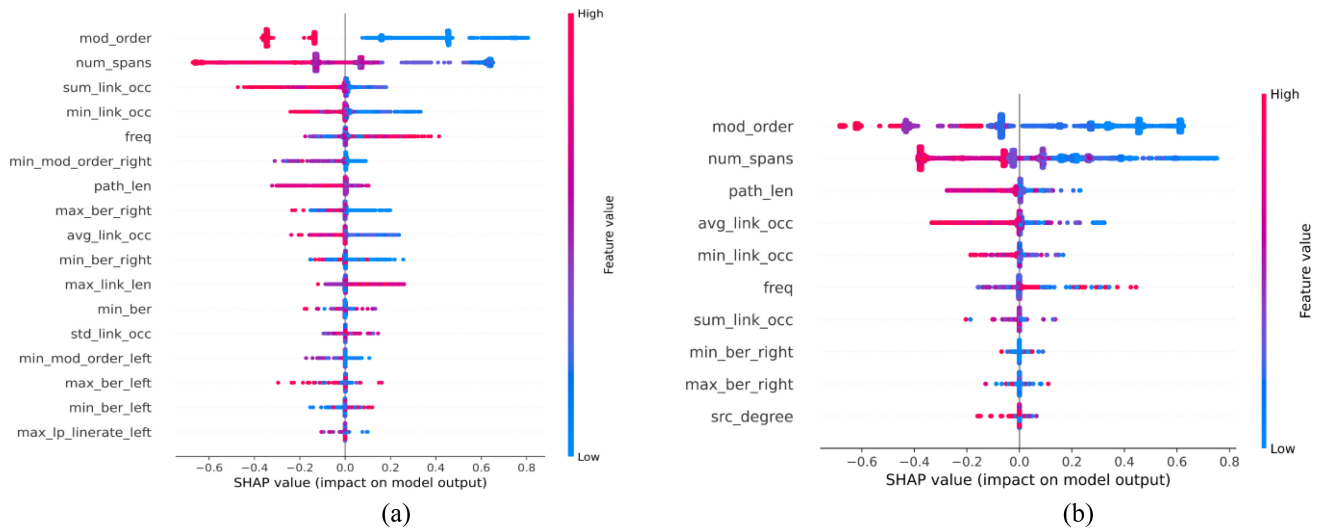 mod_order
num_spans
sum_link_occ
min_link_occ
freq
min_mod_order_right
path_len
max_ber_right
avg_link_occ
min_ber_right
max_link_len
min_ber
std_link_occ
min_mod_order_left
max_ber_left
min_ber_left
max_lp_linerate_left
−0.6 −0.4 −0.2 0.0 0.2 0.4 0.6 0.8
SHAP value (impact on model output)
High
Feature value
Low
(a)
mod_order
num_spans
path_len
avg_link_occ
min_link_occ
freq
sum_link_occ
min_ber_right
max_ber_right
src_degree
−0.6 −0.4 −0.2 0.0 0.2 0.4 0.6 0.8
SHAP value (impact on model output)
High
Feature value
Low
(b)